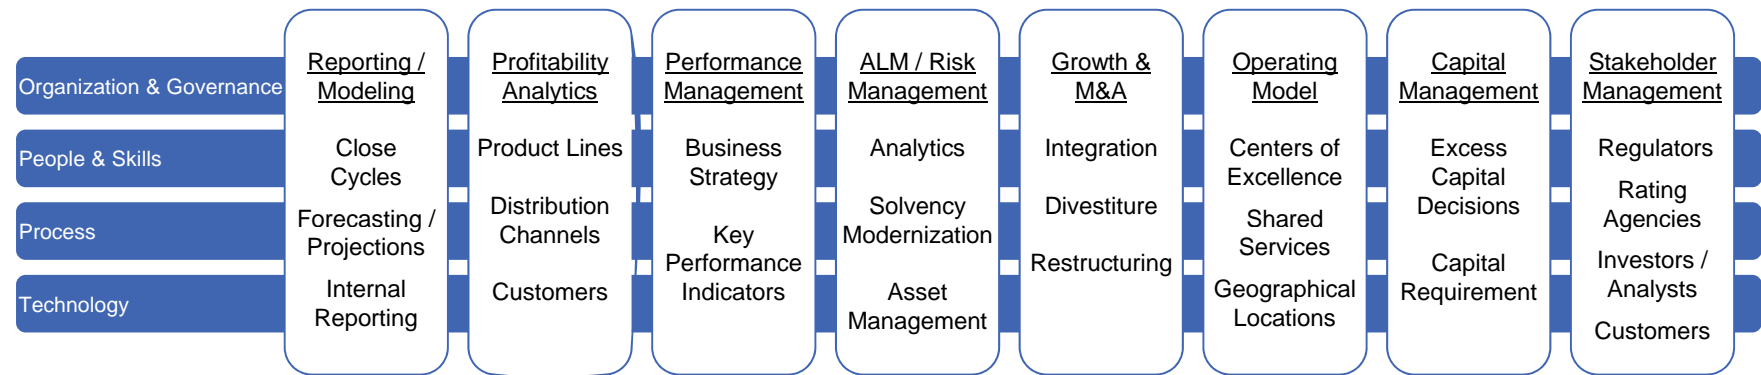 Organization & Governance
People & Skills
Process
Technology
Reporting /
Modeling
Close
Cycles
Forecasting /
Projections
Internal
Reporting
Profitability
Analytics
Product Lines
Distribution
Channels
Customers
Performance
Management
Business
Strategy
Key
Performance
Indicators
ALM / Risk
Management
Analytics
Solvency
Modernization
Asset
Management
Growth &
M&A
Integration
Divestiture
Restructuring
Operating
Model
Centers of
Excellence
Shared
Services
Geographical
Locations
Capital
Management
Excess
Capital
Decisions
Capital
Requirement
Stakeholder
Management
Regulators
Rating
Agencies
Investors /
Analysts
Customers